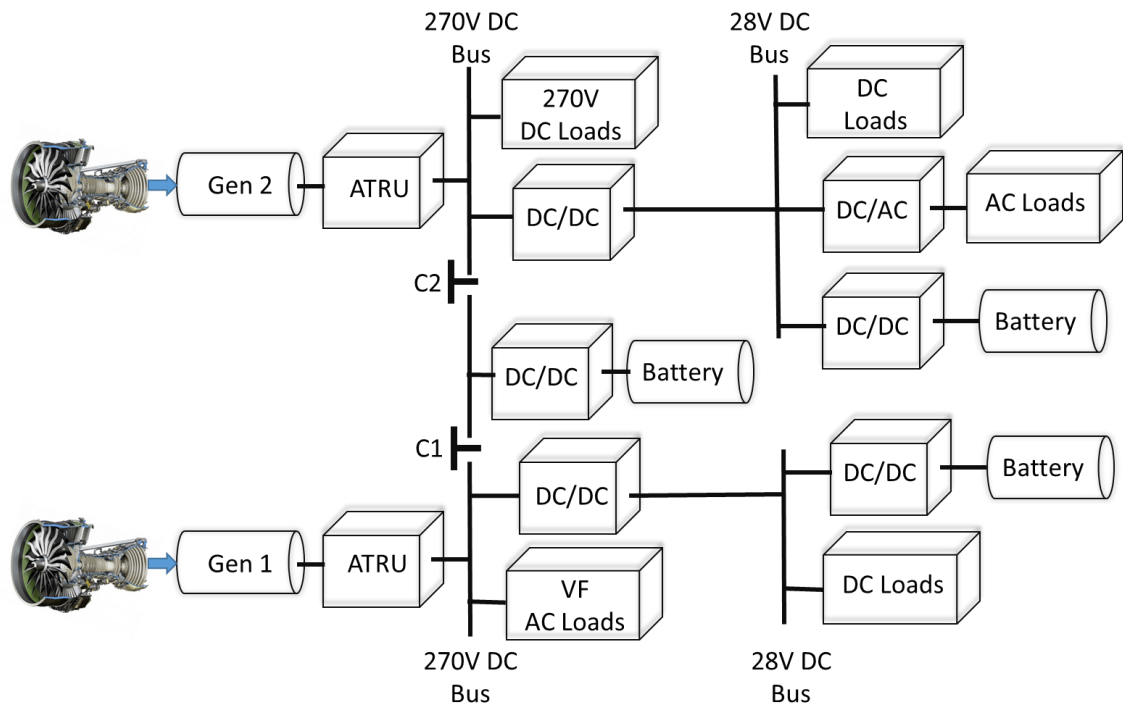 270V DC
Bus
28V DC
Bus
270V
DC Loads
DC
Loads
Gen 2
ATRU
DC/DC
DC/AC
AC Loads
C2
DC/DC
Battery
DC/DC
Battery
C1
DC/DC
DC/DC
Battery
Gen 1
ATRU
VF
AC Loads
DC Loads
270V DC
Bus
28V DC
Bus